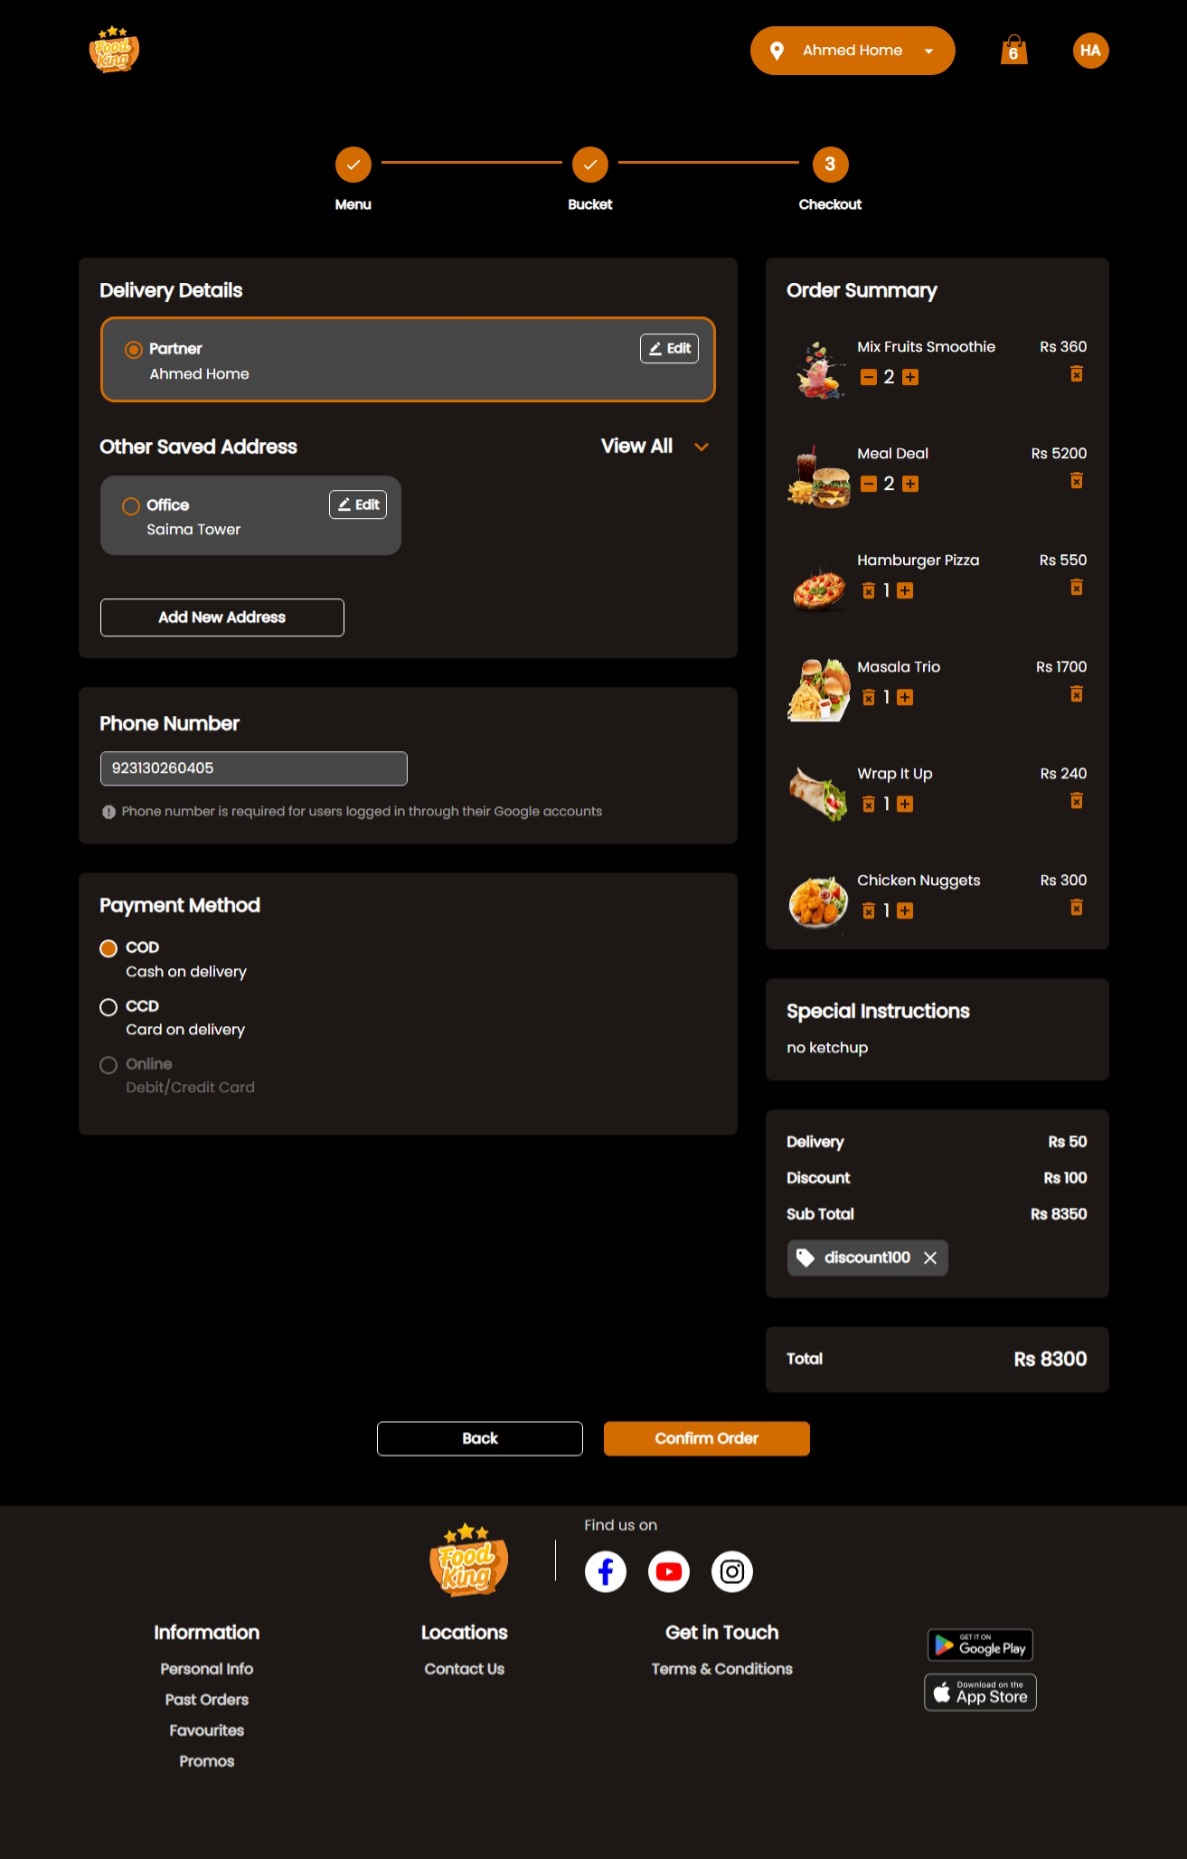 Food
King
Ahmed Home
6
HA
3
Menu
Bucket
Checkout
Delivery Details
Partner
Edit
Ahmed Home
Other Saved Address
View All
Office
Edit
Saima Tower
Add New Address
Phone Number
923130260405
Phone number is required for users logged in through their Google accounts
Payment Method
COD
Cash on delivery
CCD
Card on delivery
Online
Debit/Credit Card
Order Summary
Mix Fruits Smoothie Rs 360
2
Meal Deal Rs 5200
2
Hamburger Pizza Rs 550
1
Masala Trio Rs 1700
1
Wrap It Up Rs 240
1
Chicken Nuggets Rs 300
1
Special Instructions
no ketchup
Delivery Rs 50
Discount Rs 100
Sub Total Rs 8350
discount100
Total Rs 8300
Back
Confirm Order
Food
King
Find us on
Information
Personal Info
Past Orders
Favourites
Promos
Locations
Contact Us
Get in Touch
Terms & Conditions
GET IT ON
Google Play
Download on the
App Store